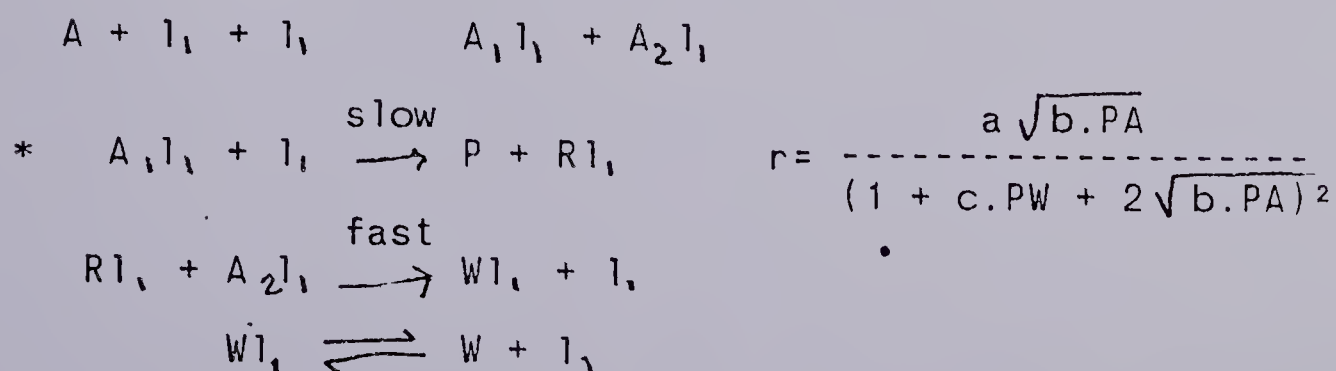 A + l₁ + l₁ A₁l₁ + A₂l₁
slow
* A₁l₁ + l₁ → P + Rl₁
r= a √b.PA
--------------------
(1 + c.PW + 2√b.PA)²
fast
Rl₁ + A₂l₁ → Wl₁ + l₁
Wl₁ ⇌ W + l₁